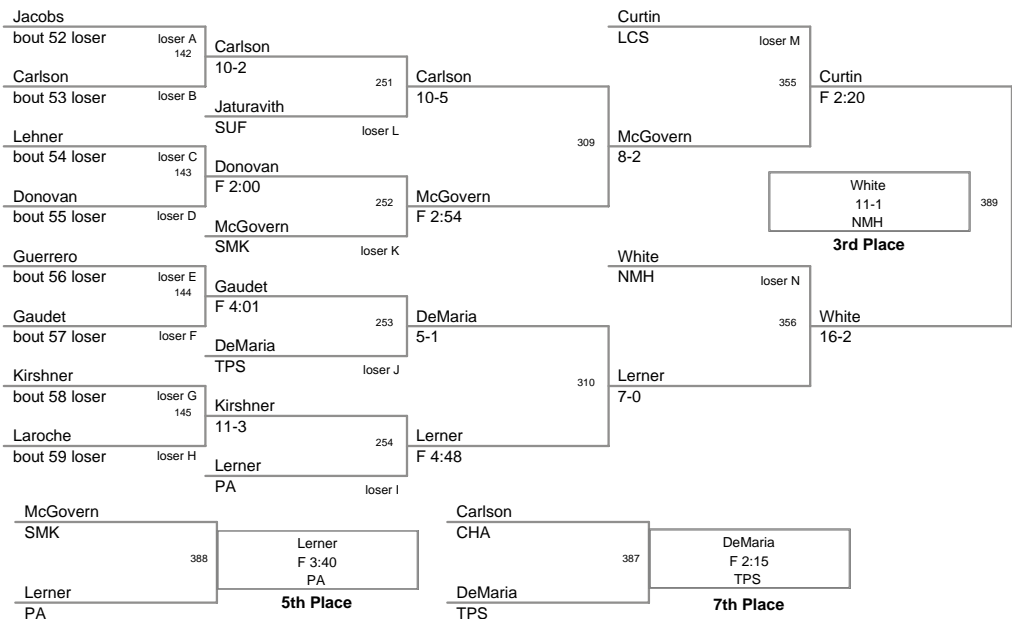 Jacobs
bout 52 loser
loser A
142
Carlson
bout 53 loser
loser B
Lehner
bout 54 loser
loser C
143
Donovan
bout 55 loser
loser D
Guerrero
bout 56 loser
loser E
144
Gaudet
bout 57 loser
loser F
Kirshner
bout 58 loser
loser G
145
Laroche
bout 59 loser
loser H
Carlson
10-2
251
Jaturavith
SUF
loser L
Donovan
F 2:00
252
McGovern
SMK
loser K
Gaudet
F 4:01
253
DeMaria
TPS
loser J
Kirshner
11-3
254
Lerner
PA
loser I
Carlson
10-5
309
McGovern
F 2:54
DeMaria
5-1
310
Lerner
F 4:48
Curtin
LCS
loser M
355
McGovern
8-2
White
NMH
loser N
356
Lerner
7-0
Curtin
F 2:20
389
White
16-2
White
11-1
NMH
3rd Place
McGovern
SMK
388
Lerner
PA
Lerner
F 3:40
PA
5th Place
Carlson
CHA
387
DeMaria
TPS
DeMaria
F 2:15
TPS
7th Place